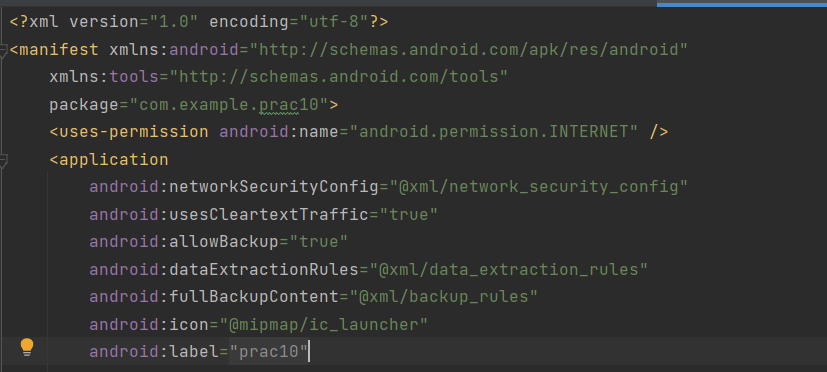 <?xml version="1.0" encoding="utf-8"?>
<manifest xmlns:android="http://schemas.android.com/apk/res/android"
    xmlns:tools="http://schemas.android.com/tools"
    package="com.example.prac10">
    <uses-permission android:name="android.permission.INTERNET" />
    <application
        android:networkSecurityConfig="@xml/network_security_config"
        android:usesCleartextTraffic="true"
        android:allowBackup="true"
        android:dataExtractionRules="@xml/data_extraction_rules"
        android:fullBackupContent="@xml/backup_rules"
        android:icon="@mipmap/ic_launcher"
        android:label="prac10"